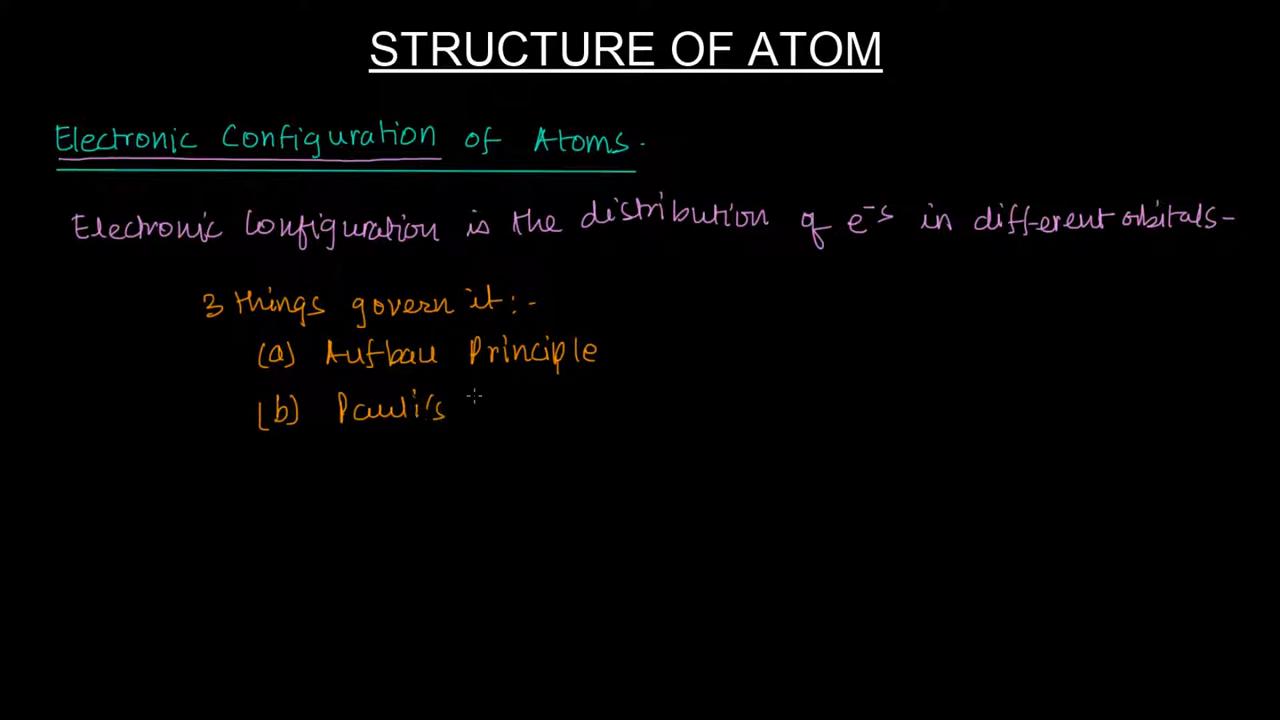 STRUCTURE OF ATOM
Electronic Configuration of Atoms.
Electronic Configuration is the distribution of e⁻s in different orbitals-
3 things govern it:-
(a) Aufbau Principle
(b) Pauli's